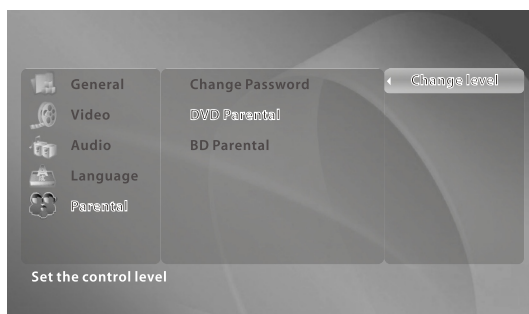 General
Video
Audio
Language
Parental
Change Password
DVD Parental
BD Parental
Change level
Set the control level